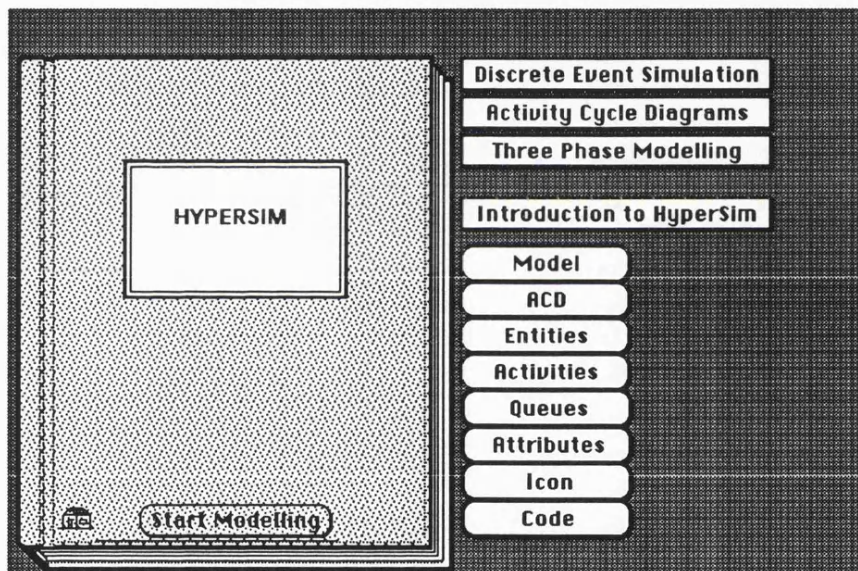 HYPERSIM
Start Modelling
Discrete Event Simulation
Activity Cycle Diagrams
Three Phase Modelling
Introduction to HyperSim
Model
ACD
Entities
Activities
Queues
Attributes
Icon
Code